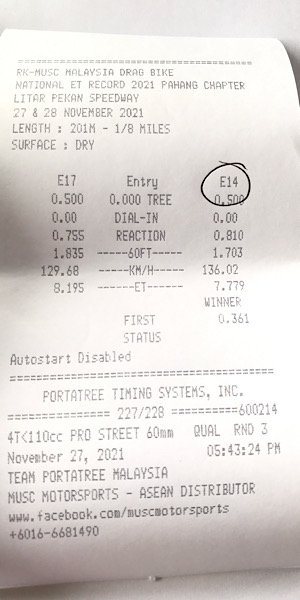 RK-MUSC MALAYSIA DRAG BIKE
NATIONAL ET RECORD 2021 PAHANG CHAPTER
LITAR PEKAN SPEEDWAY
27 & 28 NOVEMBER 2021
LENGTH : 201M - 1/8 MILES
SURFACE : DRY
E17 Entry E14
0.500 0.000 TREE 0.500
0.00 DIAL-IN 0.00
0.755 REACTION 0.810
1.835 ------60FT----- 1.703
129.68 -----KM/H----- 136.02
8.195 ------ET------ 7.779
WINNER
FIRST 0.361
STATUS
Autostart Disabled
========================================
PORTATREE TIMING SYSTEMS, INC.
============== 227/228 ==========600214
4T<110cc PRO STREET 60mm QUAL RND 3
November 27, 2021 05:43:24 PM
TEAM PORTATREE MALAYSIA
MUSC MOTORSPORTS - ASEAN DISTRIBUTOR
www.facebook.com/muscmotorsports
+6016-6681490